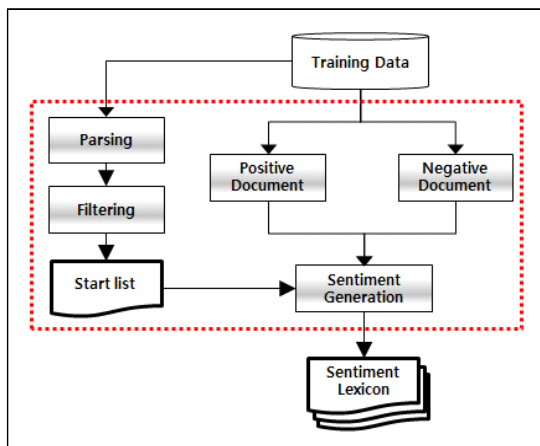 Training Data
Parsing
Positive
Document
Negative
Document
Filtering
Start list
Sentiment
Generation
Sentiment
Lexicon